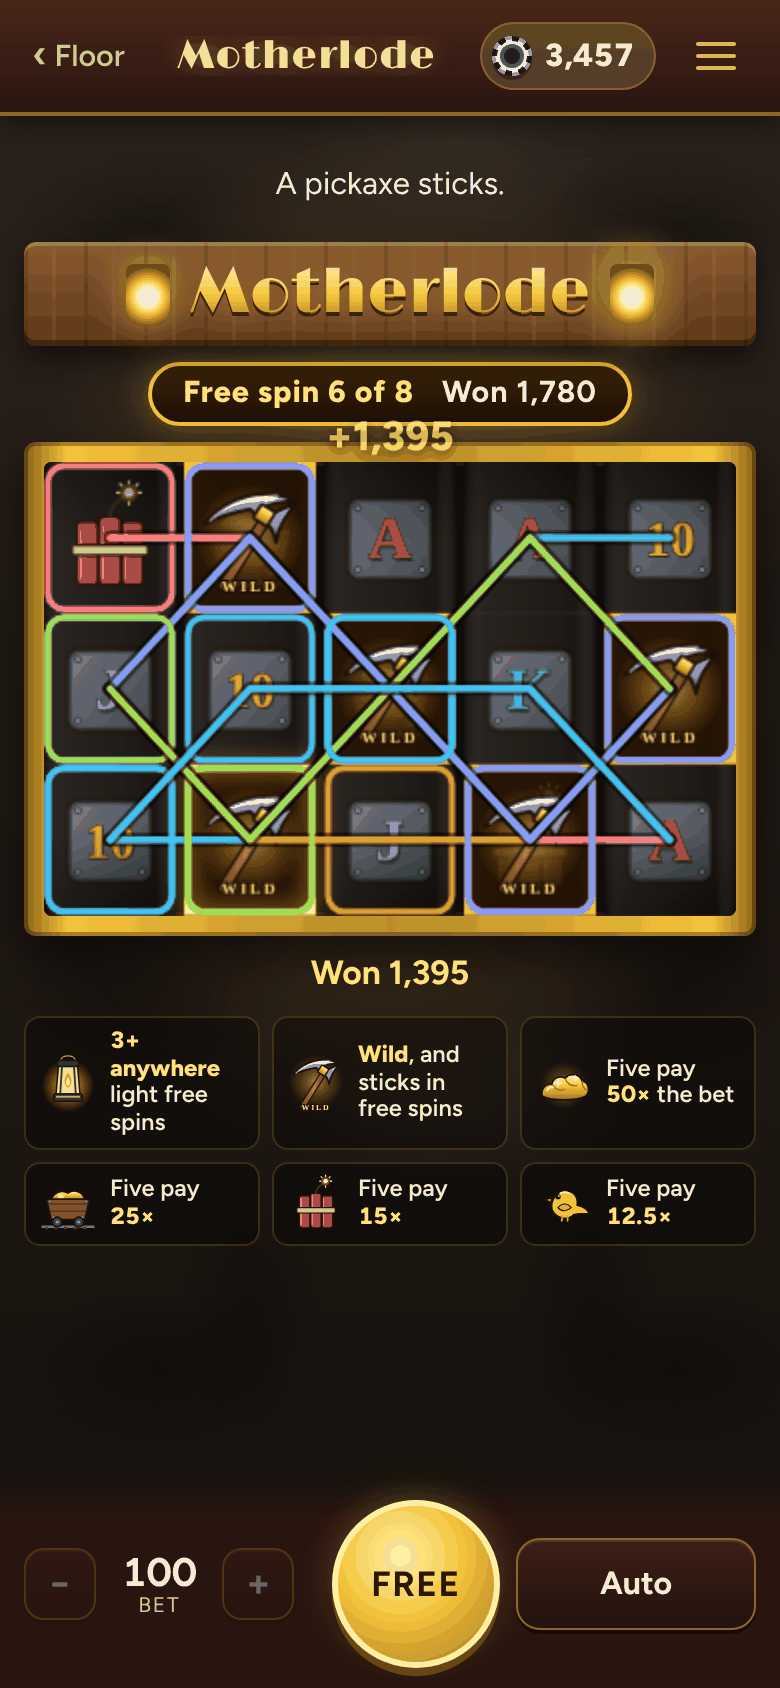 ‹ Floor Motherlode 3,457
A pickaxe sticks.
Motherlode
Free spin 6 of 8 Won 1,780
+1,395
WILD A A 10
J 10 WILD K WILD
10 WILD J WILD A
Won 1,395
3+
anywhere
light free
spins
WILD
Wild, and
sticks in
free spins
Five pay
50× the bet
Five pay
25×
Five pay
15×
Five pay
12.5×
- 100 +
BET
FREE
Auto